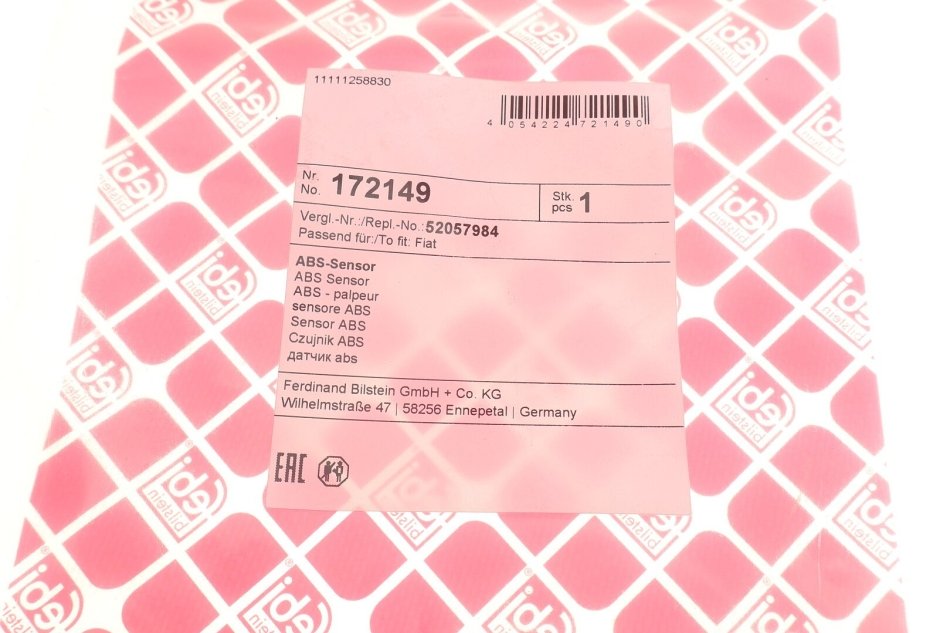 11111258830
4 054224 721490
Nr.
No. 172149
Stk.
pcs 1
Vergl.-Nr.:/Repl.-No.:52057984
Passend für:/To fit: Fiat
ABS-Sensor
ABS Sensor
ABS - palpeur
sensore ABS
Sensor ABS
Czujnik ABS
датчик abs
Ferdinand Bilstein GmbH + Co. KG
Wilhelmstraße 47 | 58256 Ennepetal | Germany
EAC
febi
bilstein